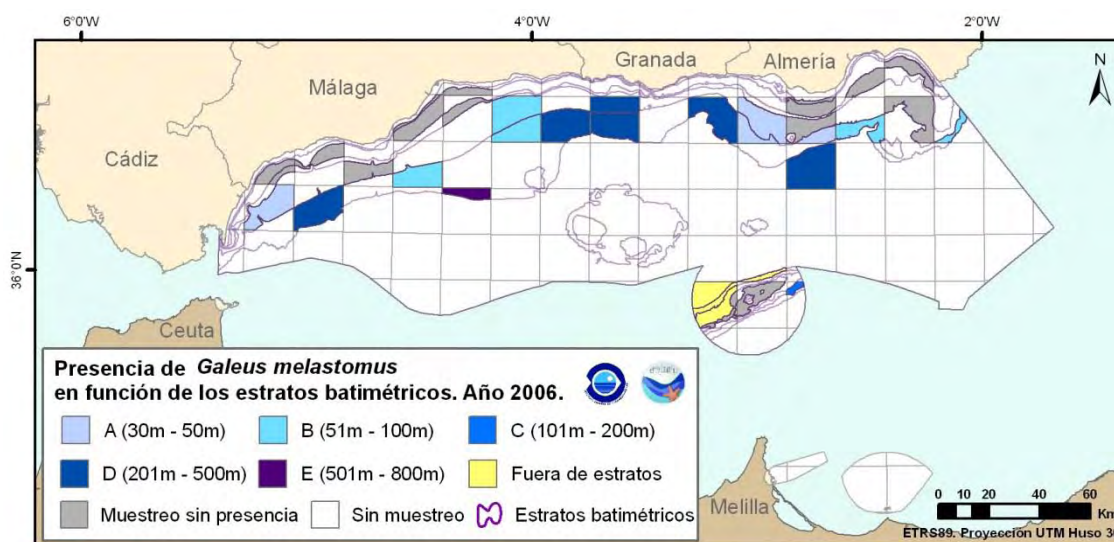 6°0'W 4°0'W 2°0'W
Granada Almería
N
Málaga
Cádiz
36°0'N
Ceuta
Presencia de Galeus melastomus
en función de los estratos batimétricos. Año 2006.
A (30m - 50m) B (51m - 100m) C (101m - 200m)
D (201m - 500m) E (501m - 800m) Fuera de estratos
Muestreo sin presencia Sin muestreo Estratos batimétricos
Melilla
0 10 20 40 60
Km
ETRS89. Proyección UTM Huso 3